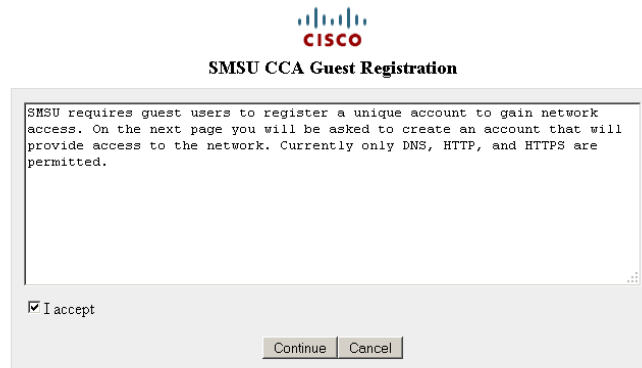 CISCO
SMSU CCA Guest Registration
SMSU requires guest users to register a unique account to gain network
access. On the next page you will be asked to create an account that will
provide access to the network. Currently only DNS, HTTP, and HTTPS are
permitted.
I accept
Continue Cancel